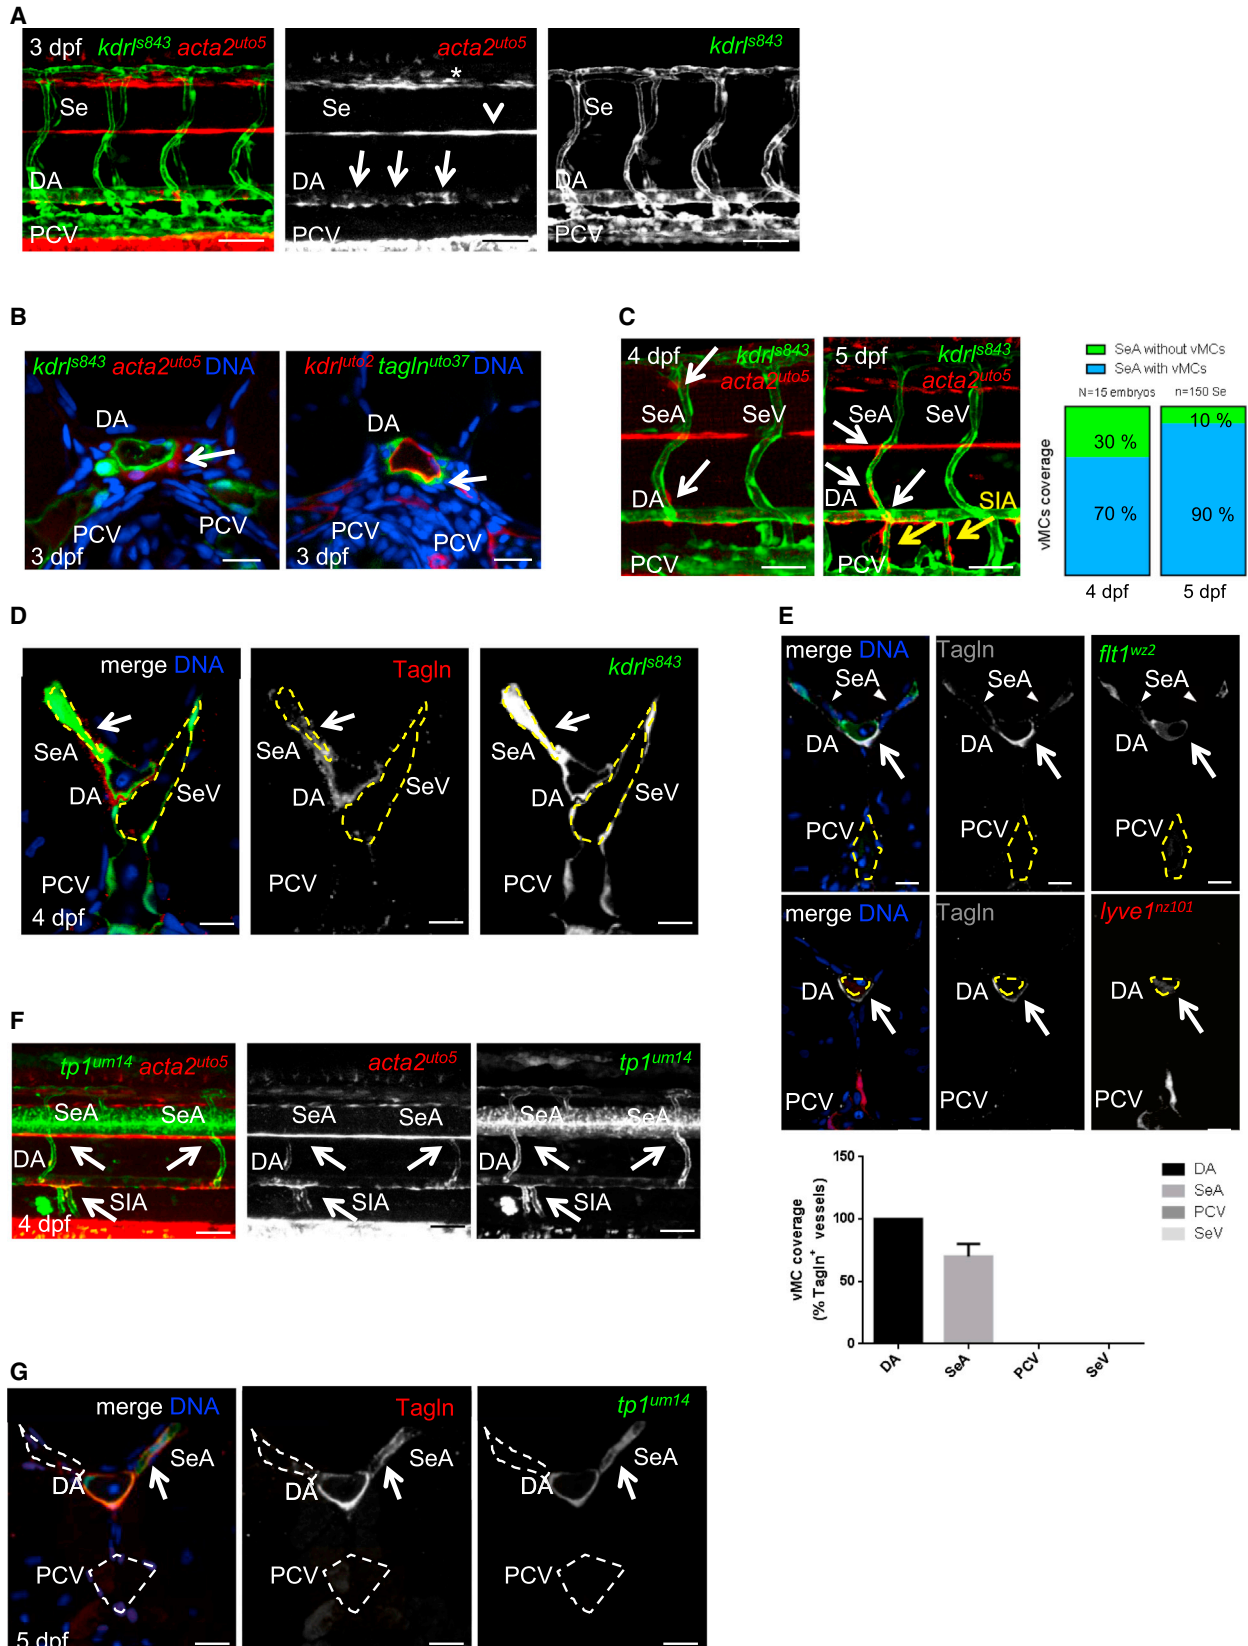 A
3 dpf kdrl^s843 acta2^uto5
Se
DA
PCV
acta2^uto5
*
Se
DA
PCV
kdrl^s843
Se
DA
PCV
B
kdrl^s843 acta2^uto5 DNA
DA
PCV
PCV
3 dpf
kdrl^uto2 tagln^uto37 DNA
DA
PCV
PCV
3 dpf
C
4 dpf kdrl^s843
acta2^uto5
SeA SeV
DA
PCV
5 dpf kdrl^s843
acta2^uto5
SeA SeV
DA SIA
PCV
SeA without vMCs
SeA with vMCs
N=15 embryos n=150 Se
vMCs coverage
30 %
70 %
10 %
90 %
4 dpf 5 dpf
D
merge DNA
SeA
DA SeV
PCV
4 dpf
Tagln
SeA
DA SeV
PCV
kdrl^s843
SeA
DA SeV
PCV
E
merge DNA
SeA
DA
PCV
Tagln
SeA
DA
PCV
flt1^wz2
SeA
DA
PCV
merge DNA
DA
PCV
Tagln
DA
PCV
lyve1^nz101
DA
PCV
vMC coverage
(% Tagln+ vessels)
150
100
50
0
DA SeA PCV SeV
DA
SeA
PCV
SeV
F
tp1^um14 acta2^uto5
SeA SeA
DA
SIA
4 dpf
acta2^uto5
SeA SeA
DA
SIA
tp1^um14
SeA SeA
DA
SIA
G
merge DNA
SeA
DA
PCV
5 dpf
Tagln
SeA
DA
PCV
tp1^um14
SeA
DA
PCV